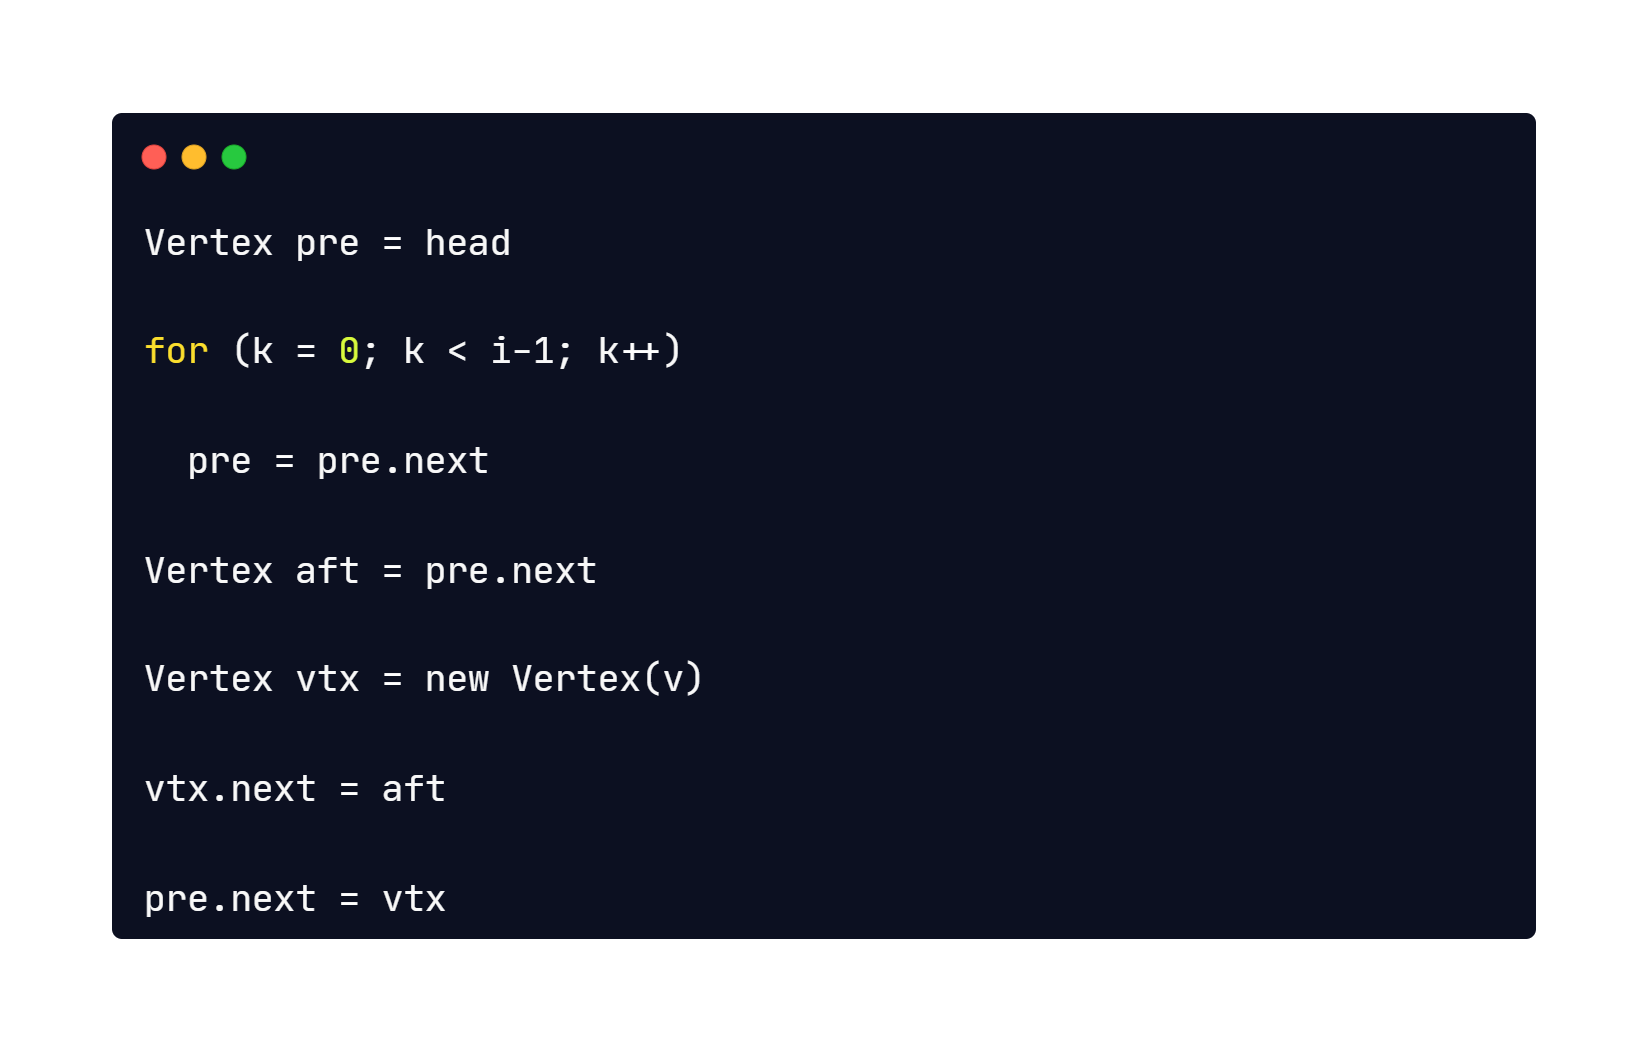 Vertex pre = head
for (k = 0; k < i-1; k++)
pre = pre.next
Vertex aft = pre.next
Vertex vtx = new Vertex(v)
vtx.next = aft
pre.next = vtx